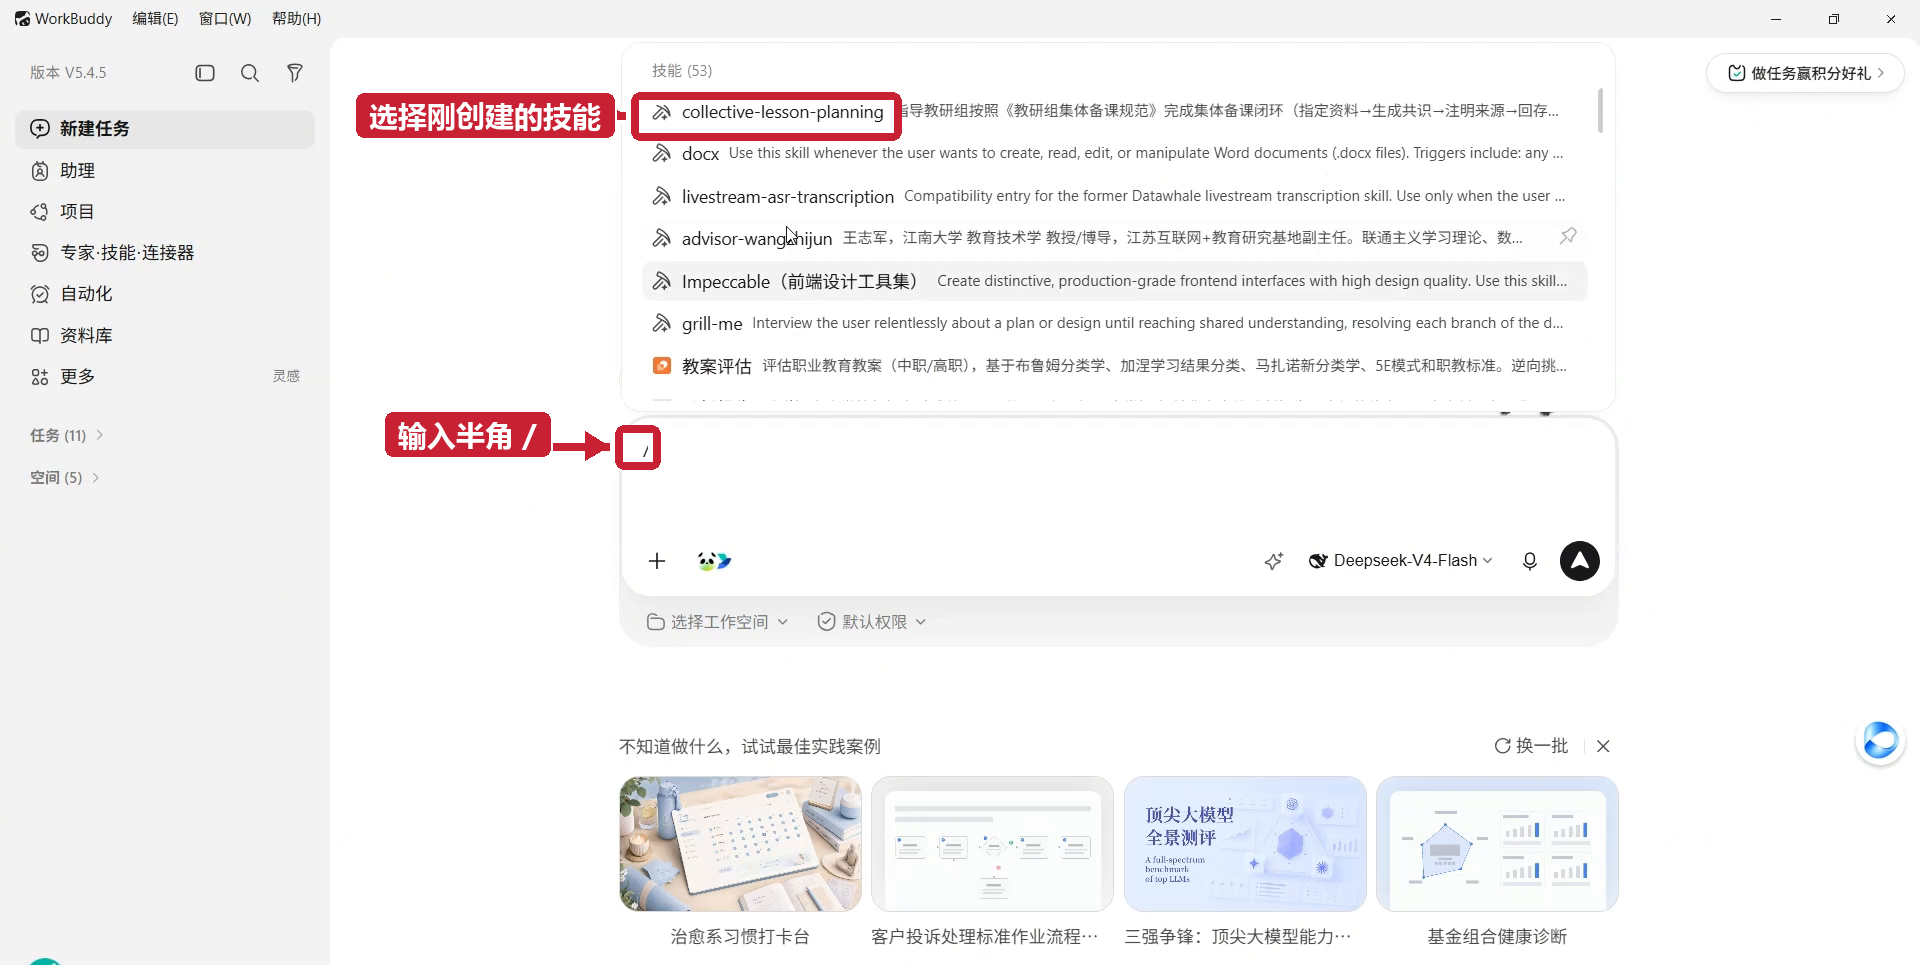 WorkBuddy 编辑(E) 窗口(W) 帮助(H)
版本 V5.4.5
新建任务
助理
项目
专家·技能·连接器
自动化
资料库
更多 灵感
任务 (11)
空间 (5)
做任务赢积分好礼
技能 (53)
选择刚创建的技能
collective-lesson-planning 指导教研组按照《教研组集体备课规范》完成集体备课闭环（指定资料→生成共识→注明来源→回存...
docx Use this skill whenever the user wants to create, read, edit, or manipulate Word documents (.docx files). Triggers include: any ...
livestream-asr-transcription Compatibility entry for the former Datawhale livestream transcription skill. Use only when the user ...
advisor-wangzhijun 王志军，江南大学 教育技术学 教授/博导，江苏互联网+教育研究基地副主任。联通主义学习理论、数...
Impeccable（前端设计工具集） Create distinctive, production-grade frontend interfaces with high design quality. Use this skill...
grill-me Interview the user relentlessly about a plan or design until reaching shared understanding, resolving each branch of the d...
教案评估 评估职业教育教案（中职/高职），基于布鲁姆分类学、加涅学习结果分类、马扎诺新分类学、5E模式和职教标准。逆向挑...
输入半角 /
/
Deepseek-V4-Flash
选择工作空间 默认权限
不知道做什么，试试最佳实践案例 换一批
顶尖大模型
全景测评
A full-spectrum
benchmark
of top LLMs
治愈系习惯打卡台 客户投诉处理标准作业流程… 三强争锋：顶尖大模型能力… 基金组合健康诊断